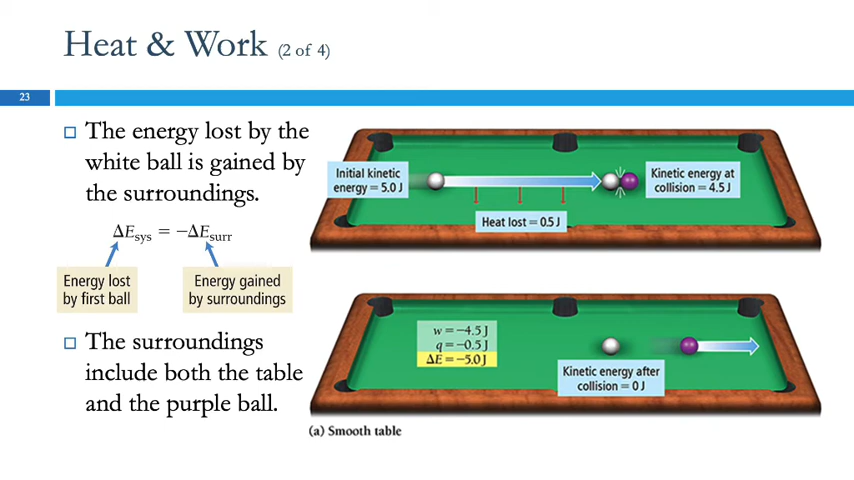 Heat & Work (2 of 4)
23
The energy lost by the
white ball is gained by
the surroundings.
ΔEsys = −ΔEsurr
Energy lost
by first ball
Energy gained
by surroundings
The surroundings
include both the table
and the purple ball.
Initial kinetic
energy = 5.0 J
Kinetic energy at
collision = 4.5 J
Heat lost = 0.5 J
w = −4.5 J
q = −0.5 J
ΔE = −5.0 J
Kinetic energy after
collision = 0 J
(a) Smooth table